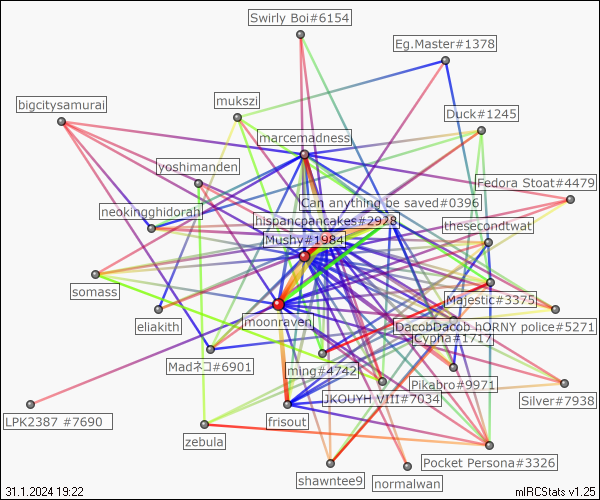 Swirly Boi#6154
Eg.Master#1378
bigcitysamurai
mukszi
Duck#1245
marcemadness
yoshimanden
Fedora Stoat#4479
Can anything be saved#0396
neokingghidorah
hispancpancakes#2928
thesecondtwat
Mushy#1984
somass
Majestic#3375
eliakith
moonraven
DacobDacob hORNY police#5271
Cypha#1717
Madネコ#6901
ming#4742
Pikabro#9971
JKOUYH VIII#7034
Silver#7938
LPK2387 #7690
frisout
zebula
Pocket Persona#3326
shawntee9
normalwan
31.1.2024 19:22
mIRCStats v1.25